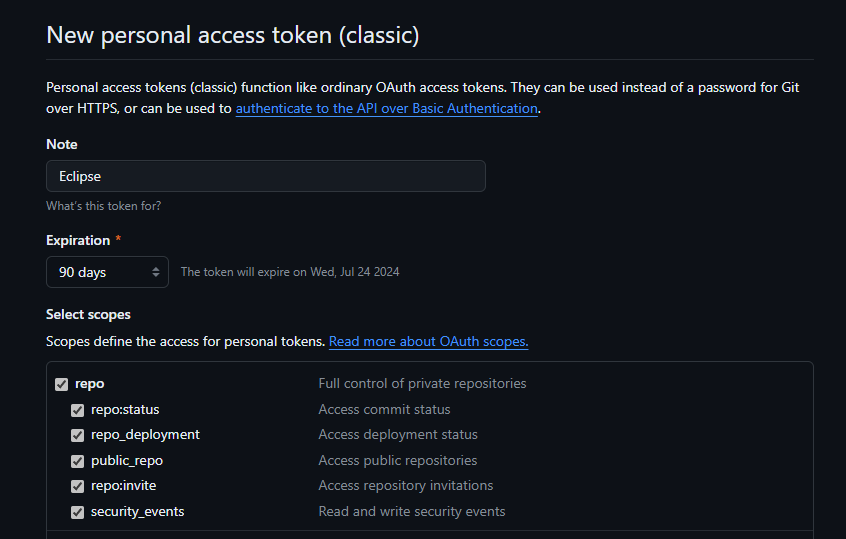 New personal access token (classic)
Personal access tokens (classic) function like ordinary OAuth access tokens. They can be used instead of a password for Git
over HTTPS, or can be used to authenticate to the API over Basic Authentication.
Note
Eclipse
What's this token for?
Expiration *
90 days The token will expire on Wed, Jul 24 2024
Select scopes
Scopes define the access for personal tokens. Read more about OAuth scopes.
repo Full control of private repositories
repo:status Access commit status
repo_deployment Access deployment status
public_repo Access public repositories
repo:invite Access repository invitations
security_events Read and write security events